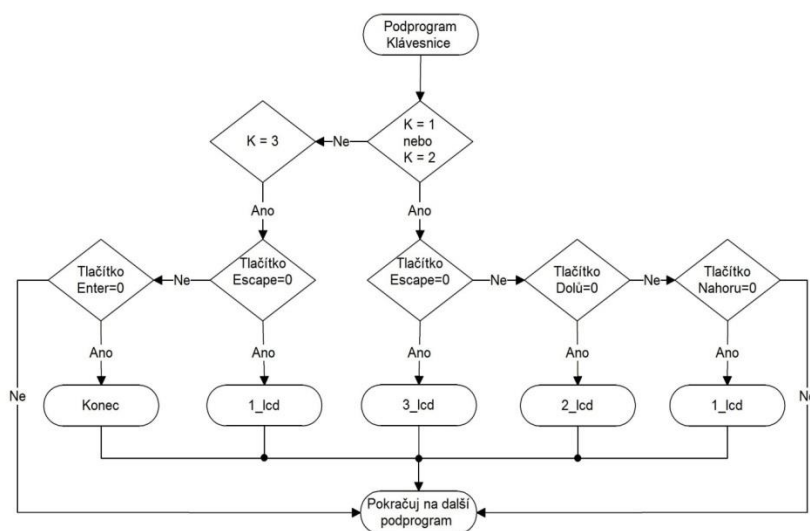 Podprogram
Klávesnice
K = 1
nebo
K = 2
Ne
K = 3
Ano
Ano
Tlačítko
Enter=0
Ne
Tlačítko
Escape=0
Tlačítko
Escape=0
Ne
Tlačítko
Dolů=0
Ne
Tlačítko
Nahoru=0
Ano
Ano
Ano
Ano
Ano
Ne
Konec
1_lcd
3_lcd
2_lcd
1_lcd
Ne
Pokračuj na další
podprogram